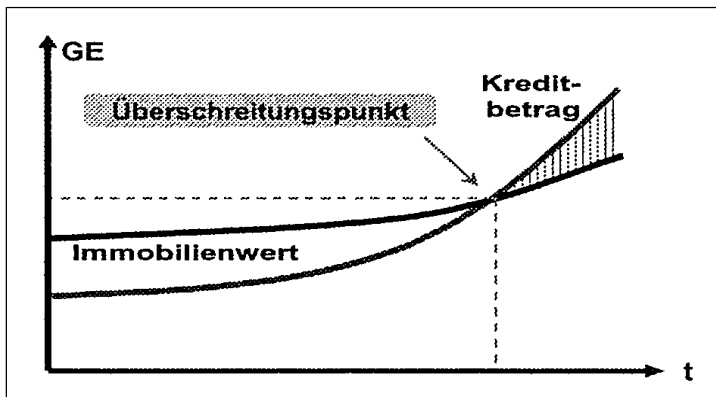 GE
Kredit-
betrag
Überschreitungspunkt
Immobilienwert
t